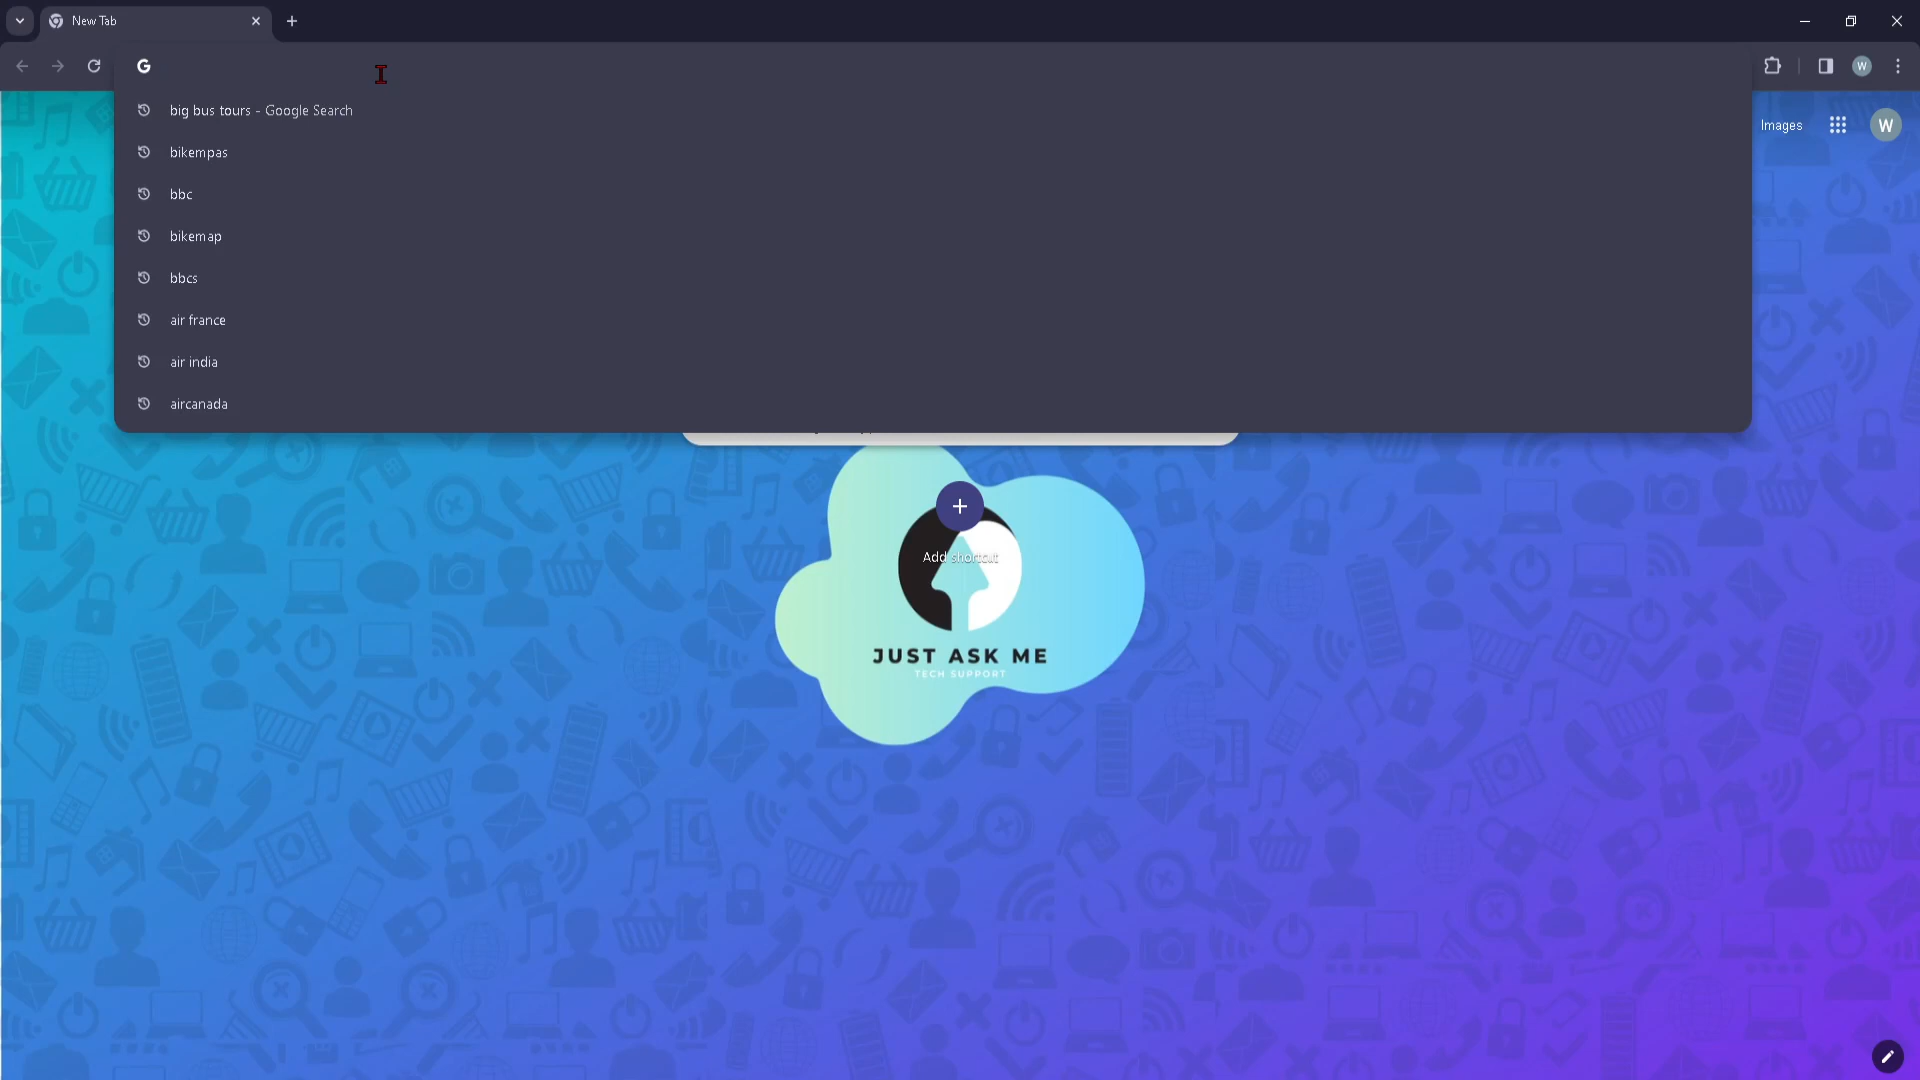 New Tab
big bus tours - Google Search
Images
W
W
bikempas
bbc
bikemap
bbcs
air france
air india
aircanada
Add shortcut
JUST ASK ME
TECH SUPPORT